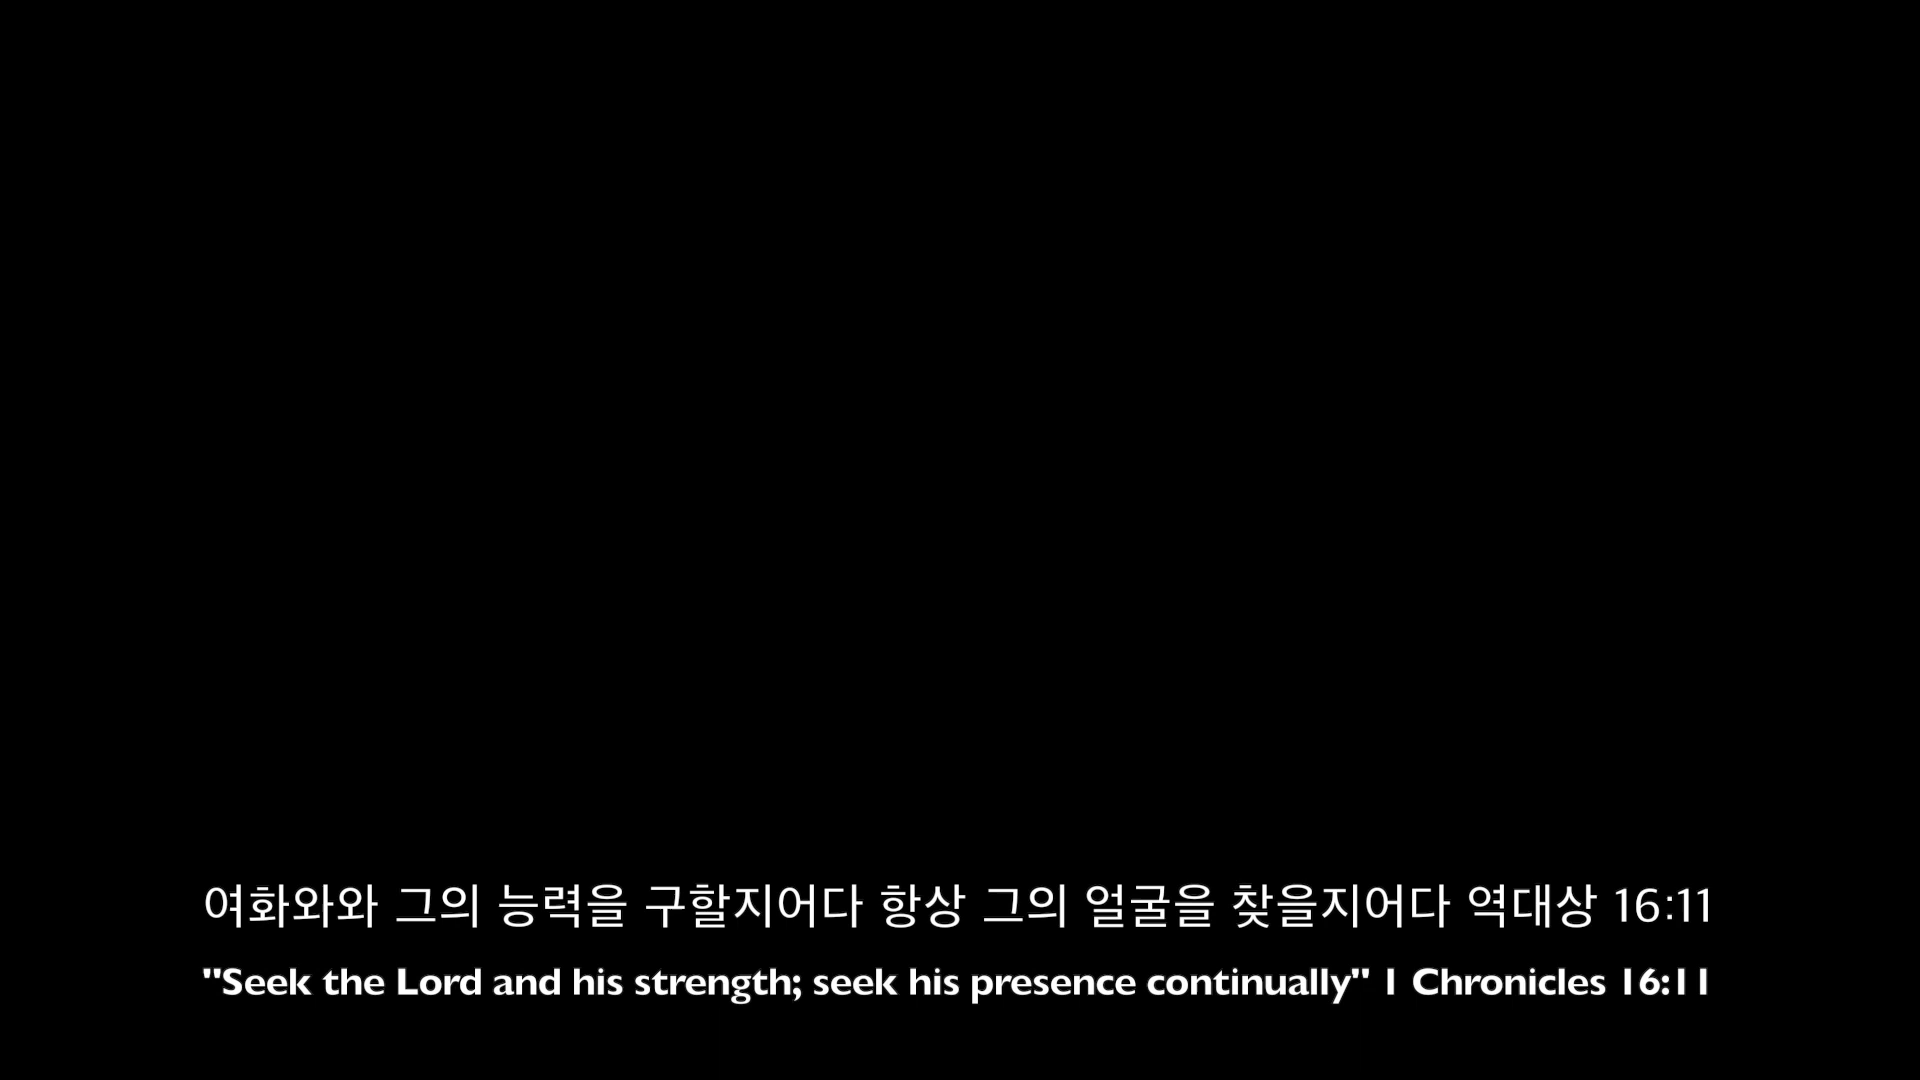 여화와와 그의 능력을 구할지어다 항상 그의 얼굴을 찾을지어다 역대상 16:11
"Seek the Lord and his strength; seek his presence continually" 1 Chronicles 16:11